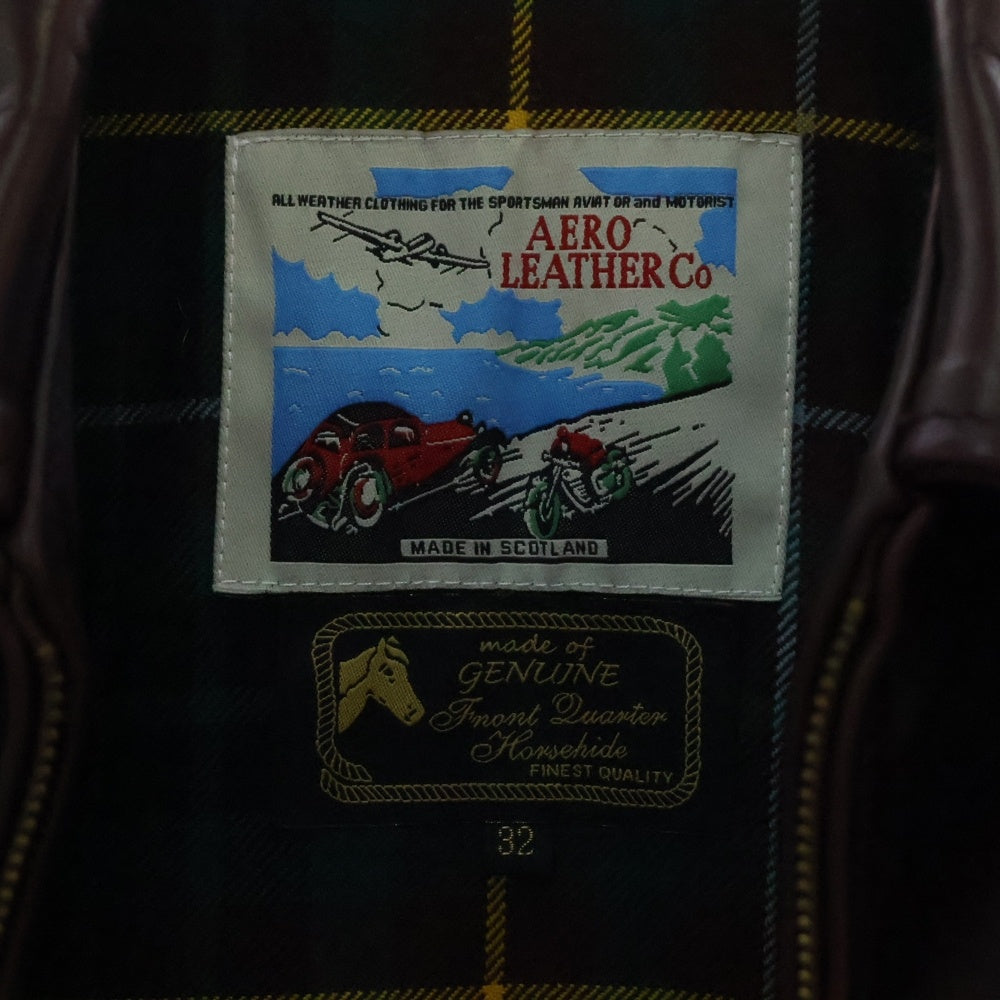 ALL WEATHER CLOTHING FOR THE SPORTSMAN AVIATOR and MOTORIST
AERO
LEATHER Co
MADE IN SCOTLAND
made of
GENUINE
Front Quarter
Horsehide
FINEST QUALITY
32